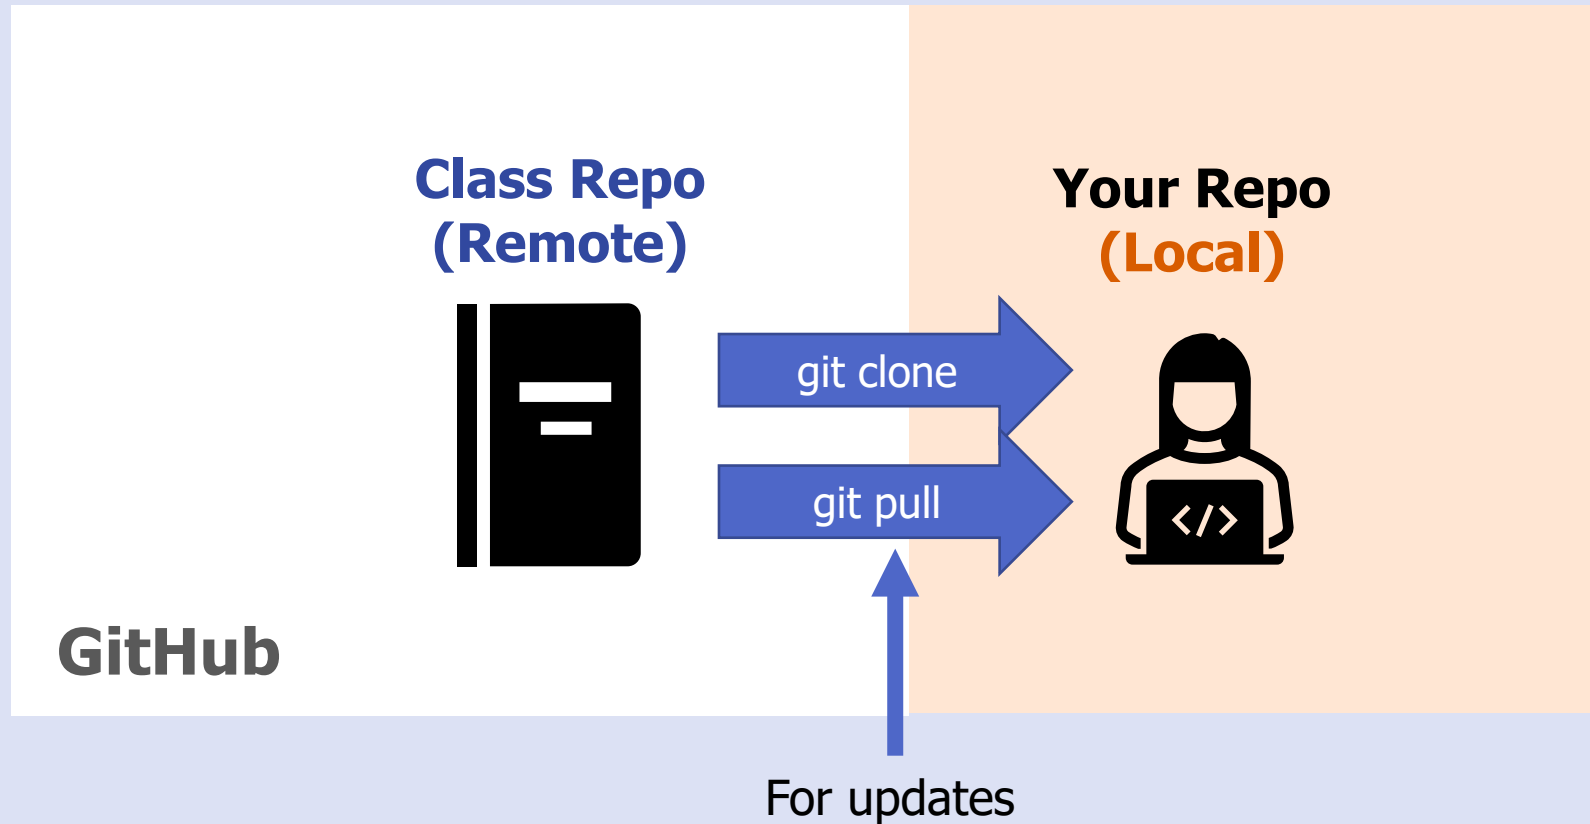 Class Repo
(Remote)
Your Repo
(Local)
git clone
git pull
</>
GitHub
For updates